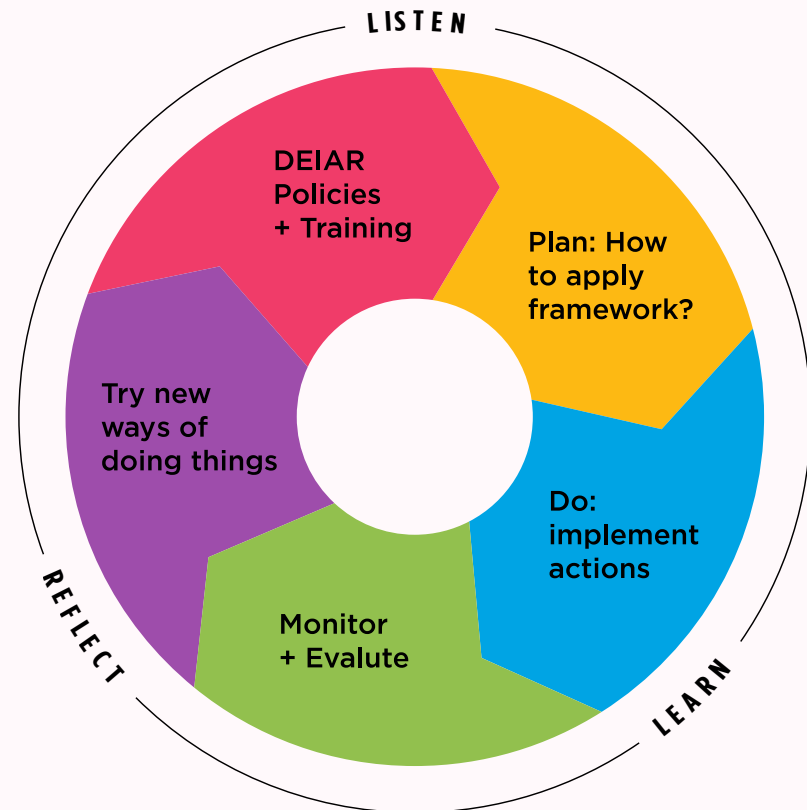 LISTEN
DEIAR
Policies
+ Training
Plan: How
to apply
framework?
Do:
implement
actions
Monitor
+ Evalute
Try new
ways of
doing things
LEARN
REFLECT